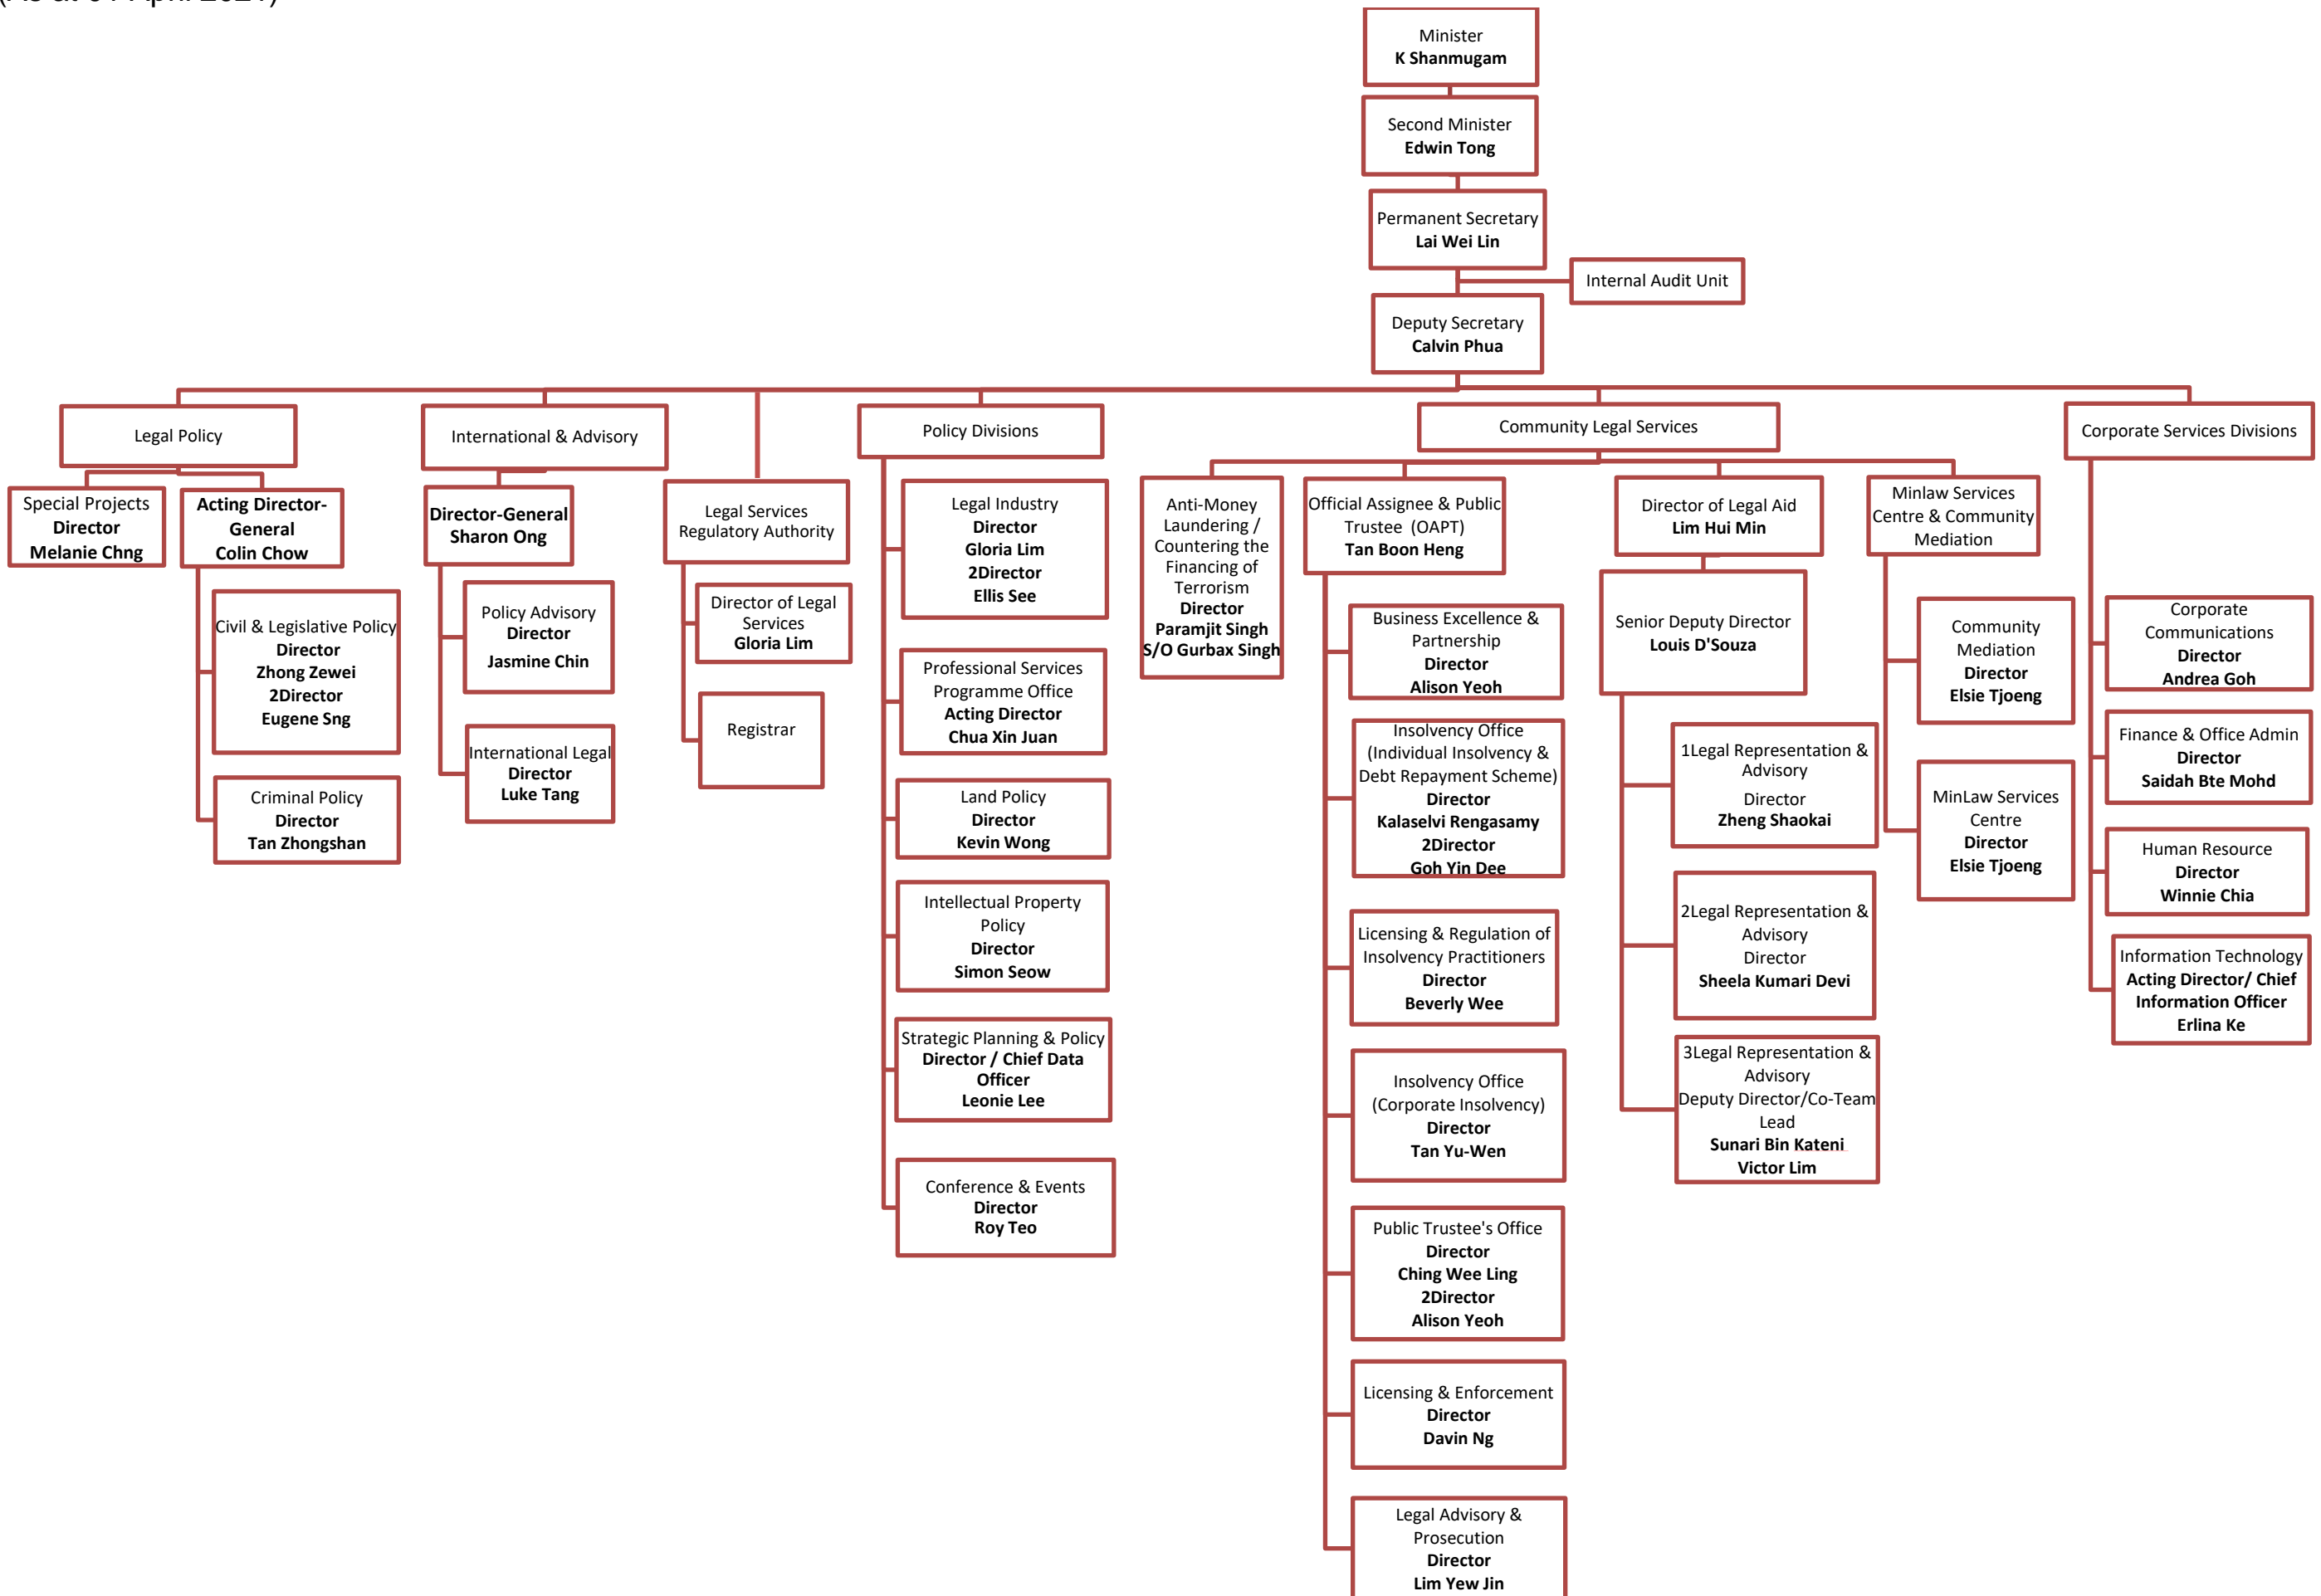 Minister
K Shanmugam
Second Minister
Edwin Tong
Permanent Secretary
Lai Wei Lin
Internal Audit Unit
Deputy Secretary
Calvin Phua
Legal Policy
International & Advisory
Policy Divisions
Community Legal Services
Corporate Services Divisions
Special Projects
Director
Melanie Chng
Acting Director-
General
Colin Chow
Civil & Legislative Policy
Director
Zhong Zewei
2Director
Eugene Sng
Criminal Policy
Director
Tan Zhongshan
Director-General
Sharon Ong
Policy Advisory
Director
Jasmine Chin
International Legal
Director
Luke Tang
Legal Services
Regulatory Authority
Director of Legal
Services
Gloria Lim
Registrar
Legal Industry
Director
Gloria Lim
2Director
Ellis See
Professional Services
Programme Office
Acting Director
Chua Xin Juan
Land Policy
Director
Kevin Wong
Intellectual Property
Policy
Director
Simon Seow
Strategic Planning & Policy
Director / Chief Data
Officer
Leonie Lee
Conference & Events
Director
Roy Teo
Anti-Money
Laundering /
Countering the
Financing of
Terrorism
Director
Paramjit Singh
S/O Gurbax Singh
Official Assignee & Public
Trustee (OAPT)
Tan Boon Heng
Business Excellence &
Partnership
Director
Alison Yeoh
Insolvency Office
(Individual Insolvency &
Debt Repayment Scheme)
Director
Kalaselvi Rengasamy
2Director
Goh Yin Dee
Licensing & Regulation of
Insolvency Practitioners
Director
Beverly Wee
Insolvency Office
(Corporate Insolvency)
Director
Tan Yu-Wen
Public Trustee's Office
Director
Ching Wee Ling
2Director
Alison Yeoh
Licensing & Enforcement
Director
Davin Ng
Legal Advisory &
Prosecution
Director
Lim Yew Jin
Director of Legal Aid
Lim Hui Min
Senior Deputy Director
Louis D'Souza
1Legal Representation &
Advisory
Director
Zheng Shaokai
2Legal Representation &
Advisory
Director
Sheela Kumari Devi
3Legal Representation &
Advisory
Deputy Director/Co-Team
Lead
Sunari Bin Kateni
Victor Lim
Minlaw Services
Centre & Community
Mediation
Community
Mediation
Director
Elsie Tjoeng
MinLaw Services
Centre
Director
Elsie Tjoeng
Corporate
Communications
Director
Andrea Goh
Finance & Office Admin
Director
Saidah Bte Mohd
Human Resource
Director
Winnie Chia
Information Technology
Acting Director/ Chief
Information Officer
Erlina Ke